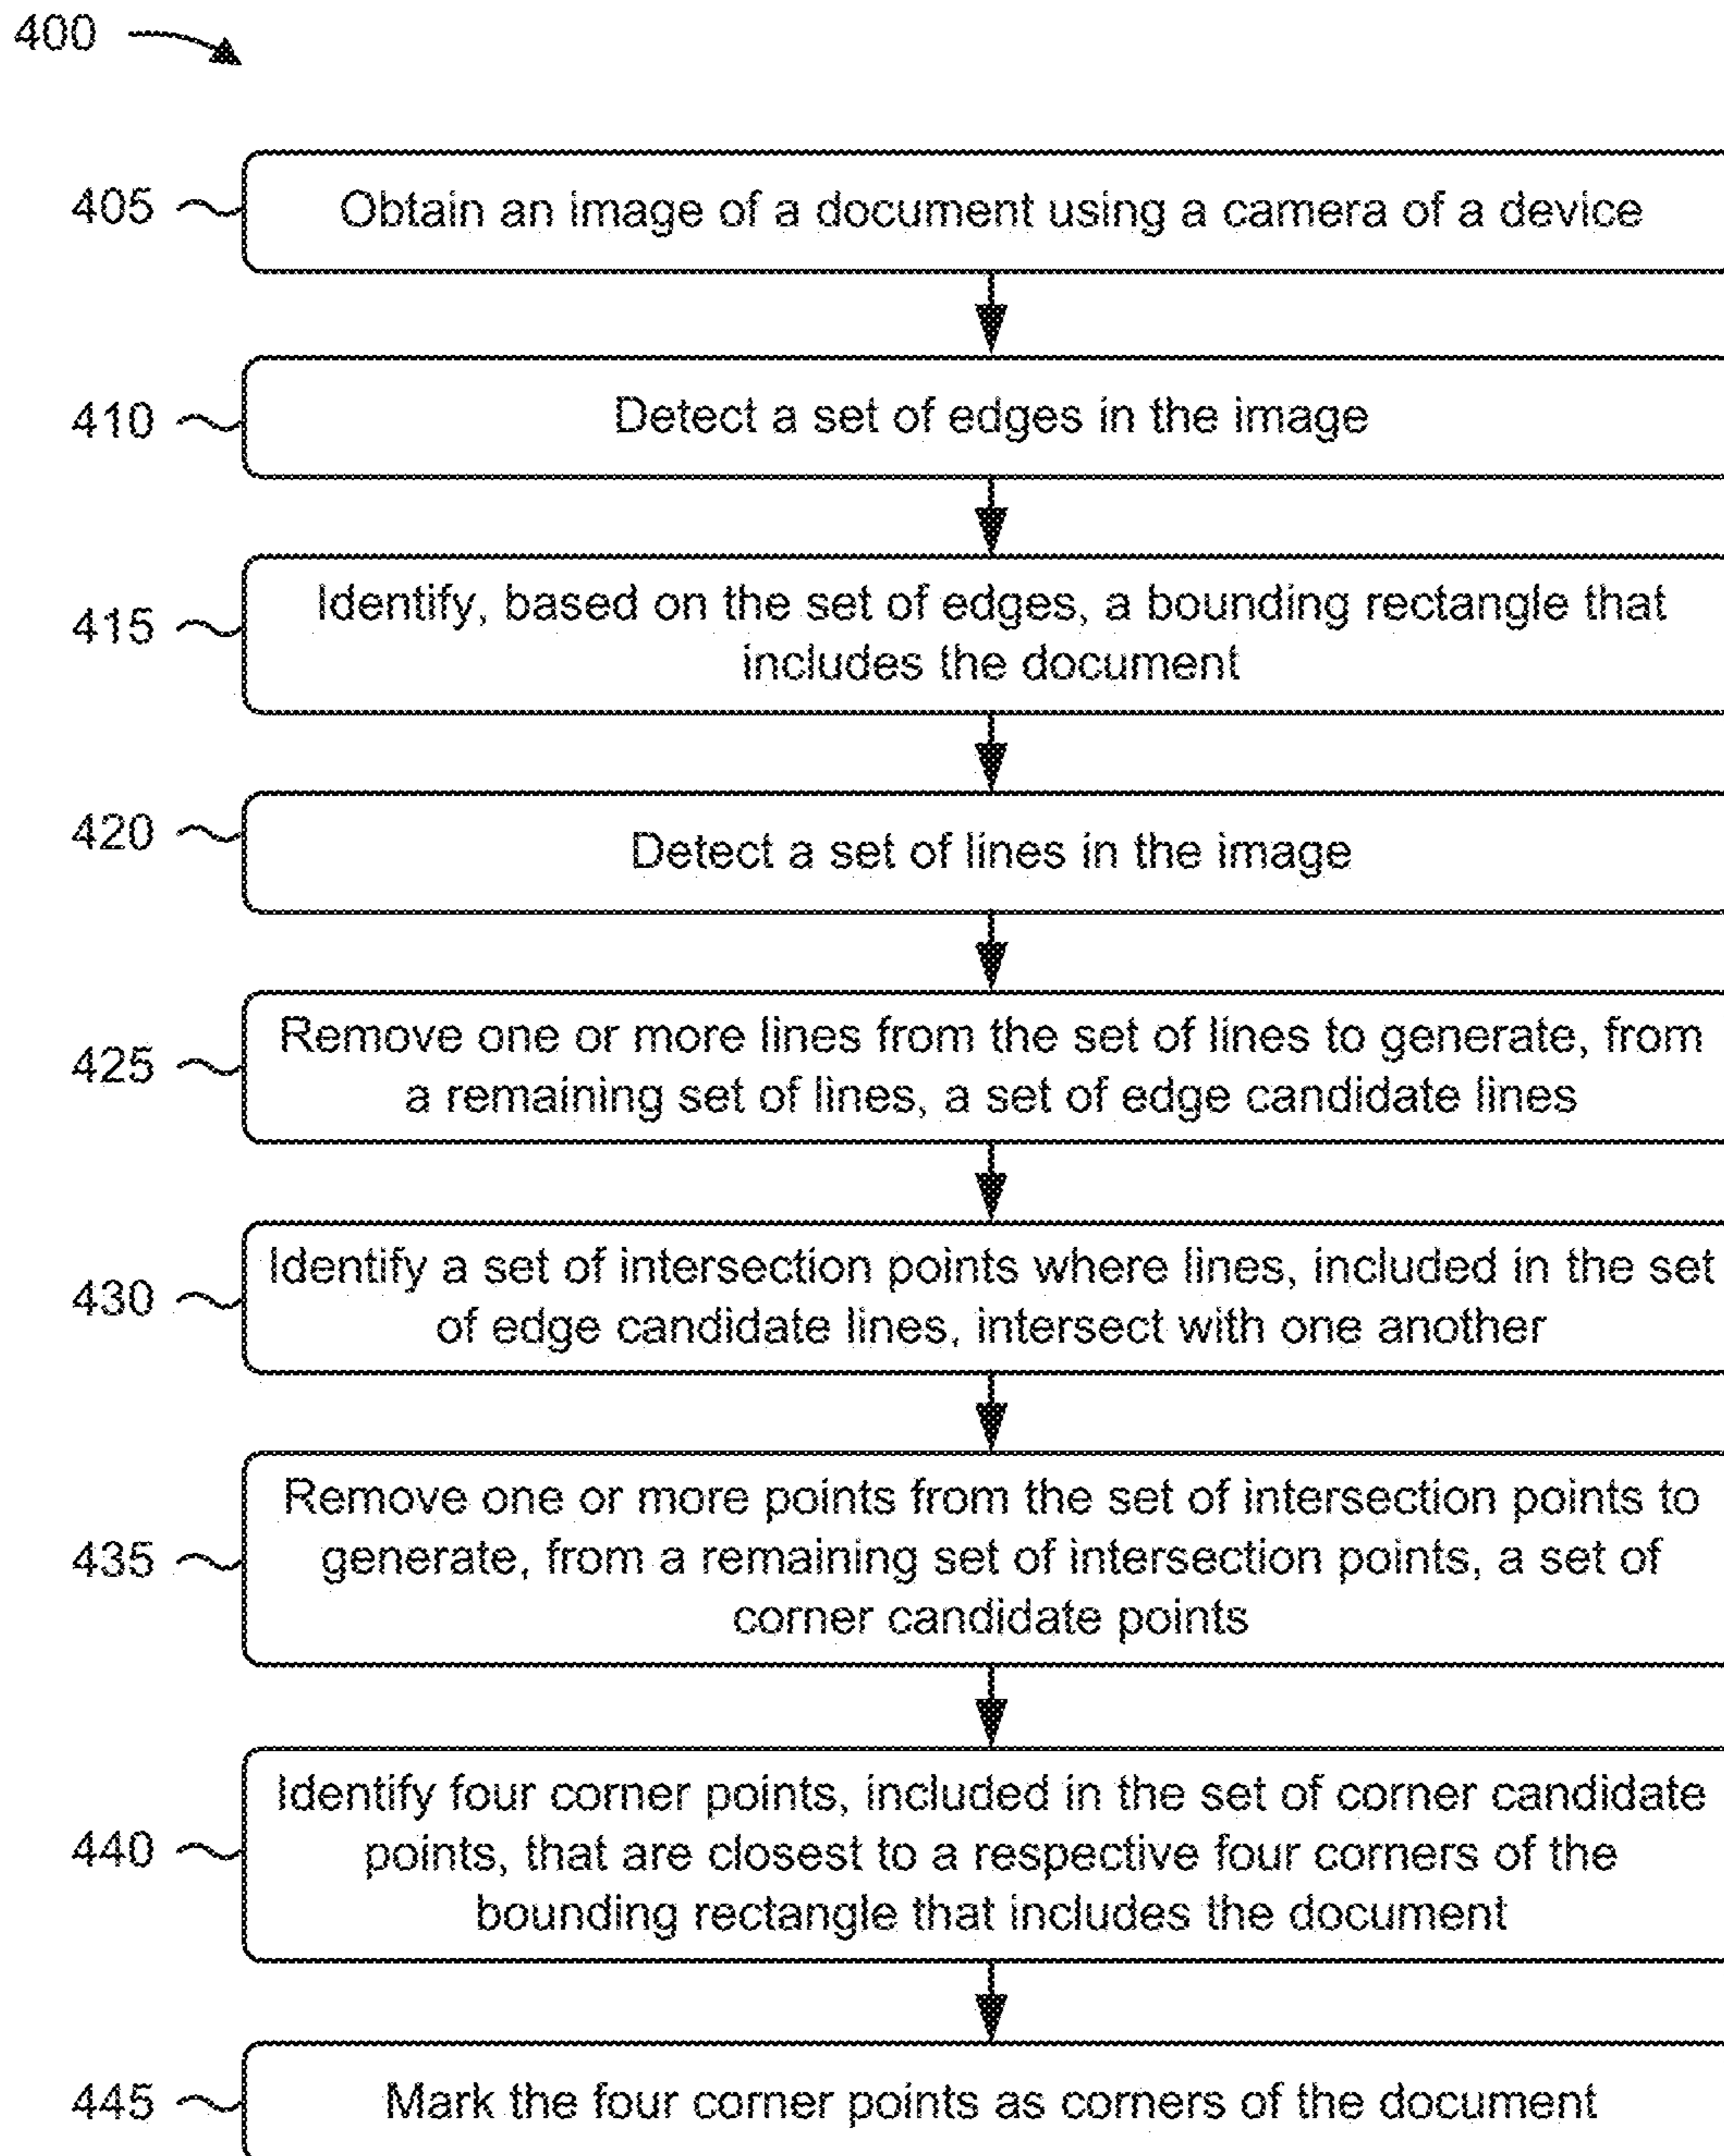 400
405
Obtain an image of a document using a camera of a device
410
Detect a set of edges in the image
415
Identify, based on the set of edges, a bounding rectangle that
includes the document
420
Detect a set of lines in the image
425
Remove one or more lines from the set of lines to generate, from
a remaining set of lines, a set of edge candidate lines
430
Identify a set of intersection points where lines, included in the set
of edge candidate lines, intersect with one another
435
Remove one or more points from the set of intersection points to
generate, from a remaining set of intersection points, a set of
corner candidate points
440
Identify four corner points, included in the set of corner candidate
points, that are closest to a respective four corners of the
bounding rectangle that includes the document
445
Mark the four corner points as corners of the document